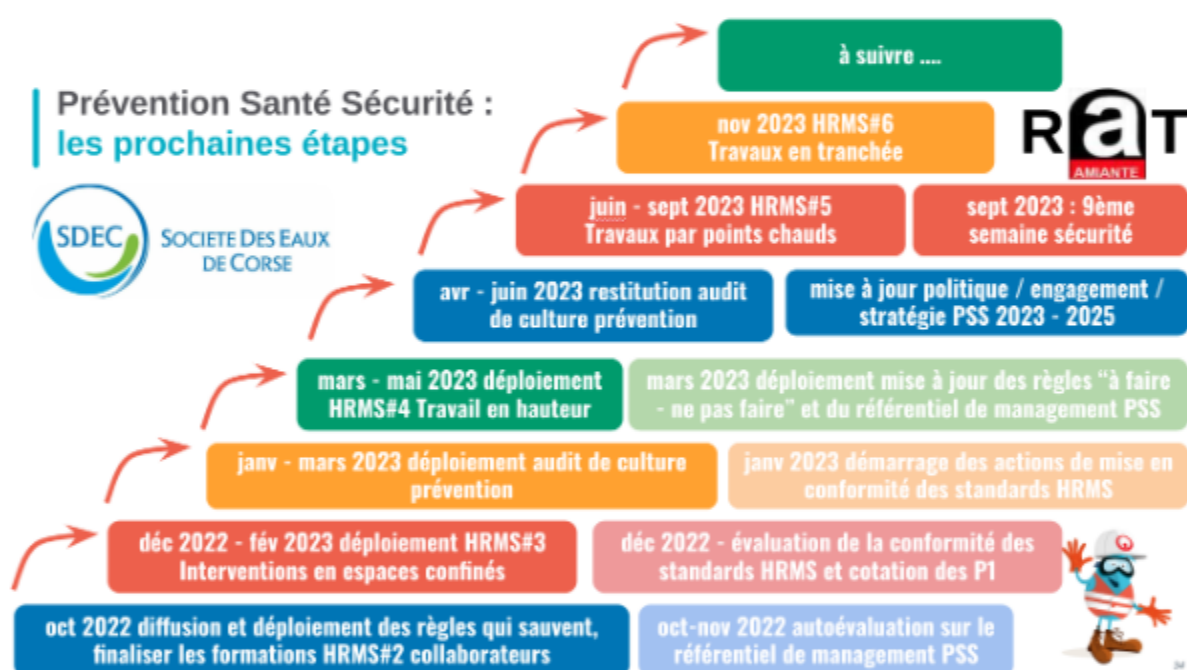 Prévention Santé Sécurité :
les prochaines étapes
SDEC
SOCIETE DES EAUX
DE CORSE
à suivre ....
nov 2023 HRMS#6
Travaux en tranchée
RaT
AMIANTE
juin - sept 2023 HRMS#5
Travaux par points chauds
sept 2023 : 9ème
semaine sécurité
avr - juin 2023 restitution audit
de culture prévention
mise à jour politique / engagement /
stratégie PSS 2023 - 2025
mars - mai 2023 déploiement
HRMS#4 Travail en hauteur
mars 2023 déploiement mise à jour des règles “à faire
- ne pas faire” et du référentiel de management PSS
janv - mars 2023 déploiement audit de culture
prévention
janv 2023 démarrage des actions de mise en
conformité des standards HRMS
déc 2022 - fév 2023 déploiement HRMS#3
Interventions en espaces confinés
déc 2022 - évaluation de la conformité des
standards HRMS et cotation des P1
oct 2022 diffusion et déploiement des règles qui sauvent,
finaliser les formations HRMS#2 collaborateurs
oct-nov 2022 autoévaluation sur le
référentiel de management PSS